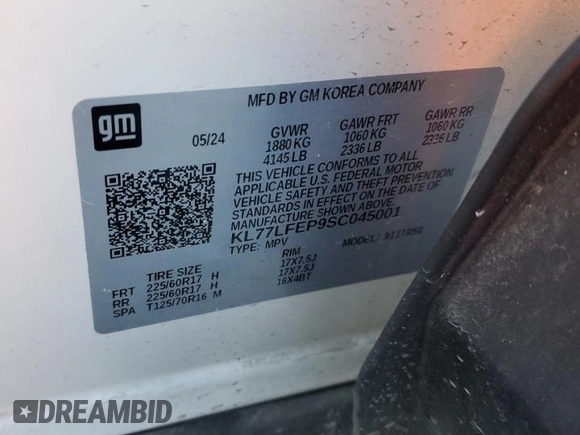 MFD BY GM KOREA COMPANY
gm
05/24
GVWR GAWR FRT GAWR RR
1880 KG 1060 KG 1060 KG
4145 LB 2336 LB 2336 LB
THIS VEHICLE CONFORMS TO ALL
APPLICABLE U.S. FEDERAL MOTOR
VEHICLE SAFETY AND THEFT PREVENTION
STANDARDS IN EFFECT ON THE DATE OF
MANUFACTURE SHOWN ABOVE.
KL77LFEP9SC045001
TYPE: MPV MODEL:
TIRE SIZE RIM
FRT 225/60R17 H 17X7.5J
RR 225/60R17 H 17X7.5J
SPA T125/70R16 M 16X4BT
DREAMBID